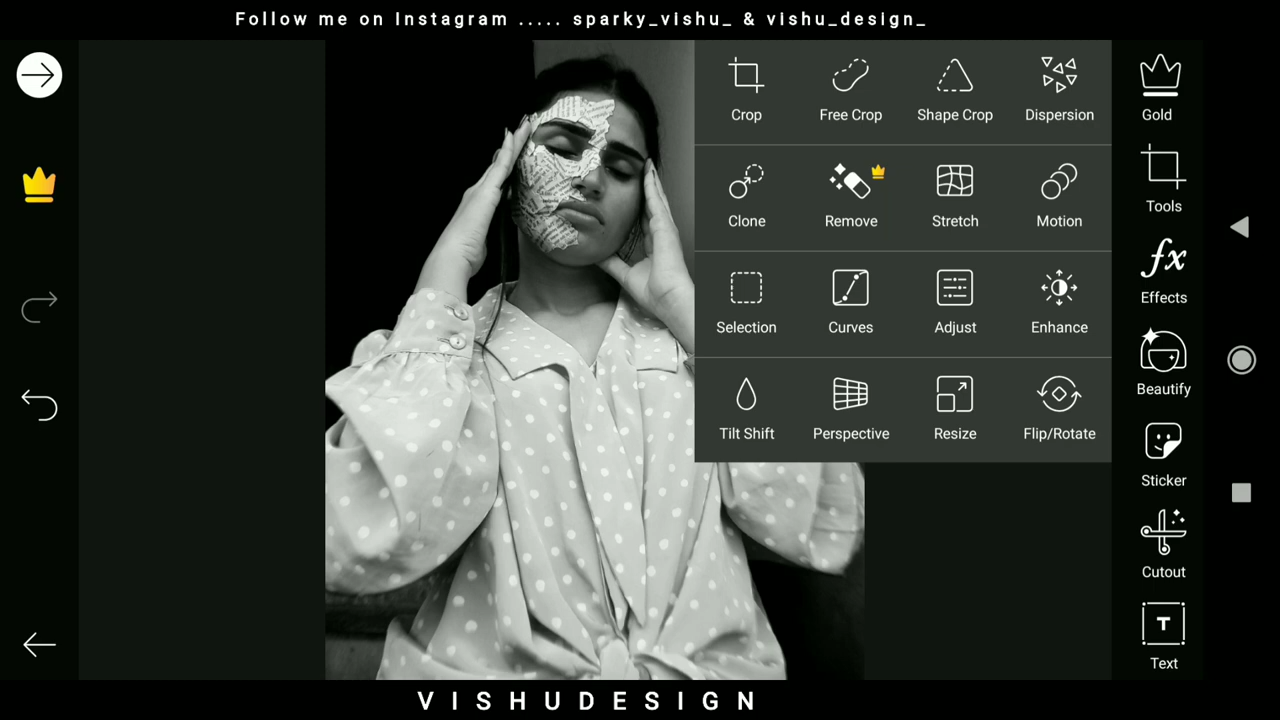 Follow me on Instagram ..... sparky_vishu_ & vishu_design_
Crop Free Crop Shape Crop Dispersion
Clone Remove Stretch Motion
Selection Curves Adjust Enhance
Tilt Shift Perspective Resize Flip/Rotate
Gold
Tools
fx
Effects
Beautify
Sticker
Cutout
T
Text
VISHUDESIGN